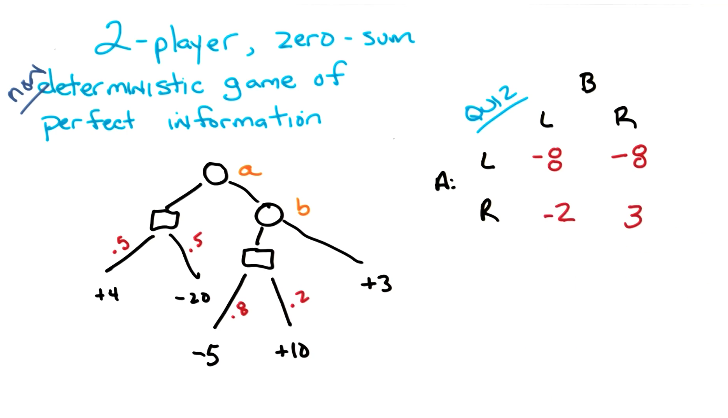 2-player, zero-sum
non deterministic game of
perfect information
QUIZ
B
L R
A: L -8 -8
R -2 3
a
b
.5 .5
+4 -20
+3
.8 .2
-5 +10